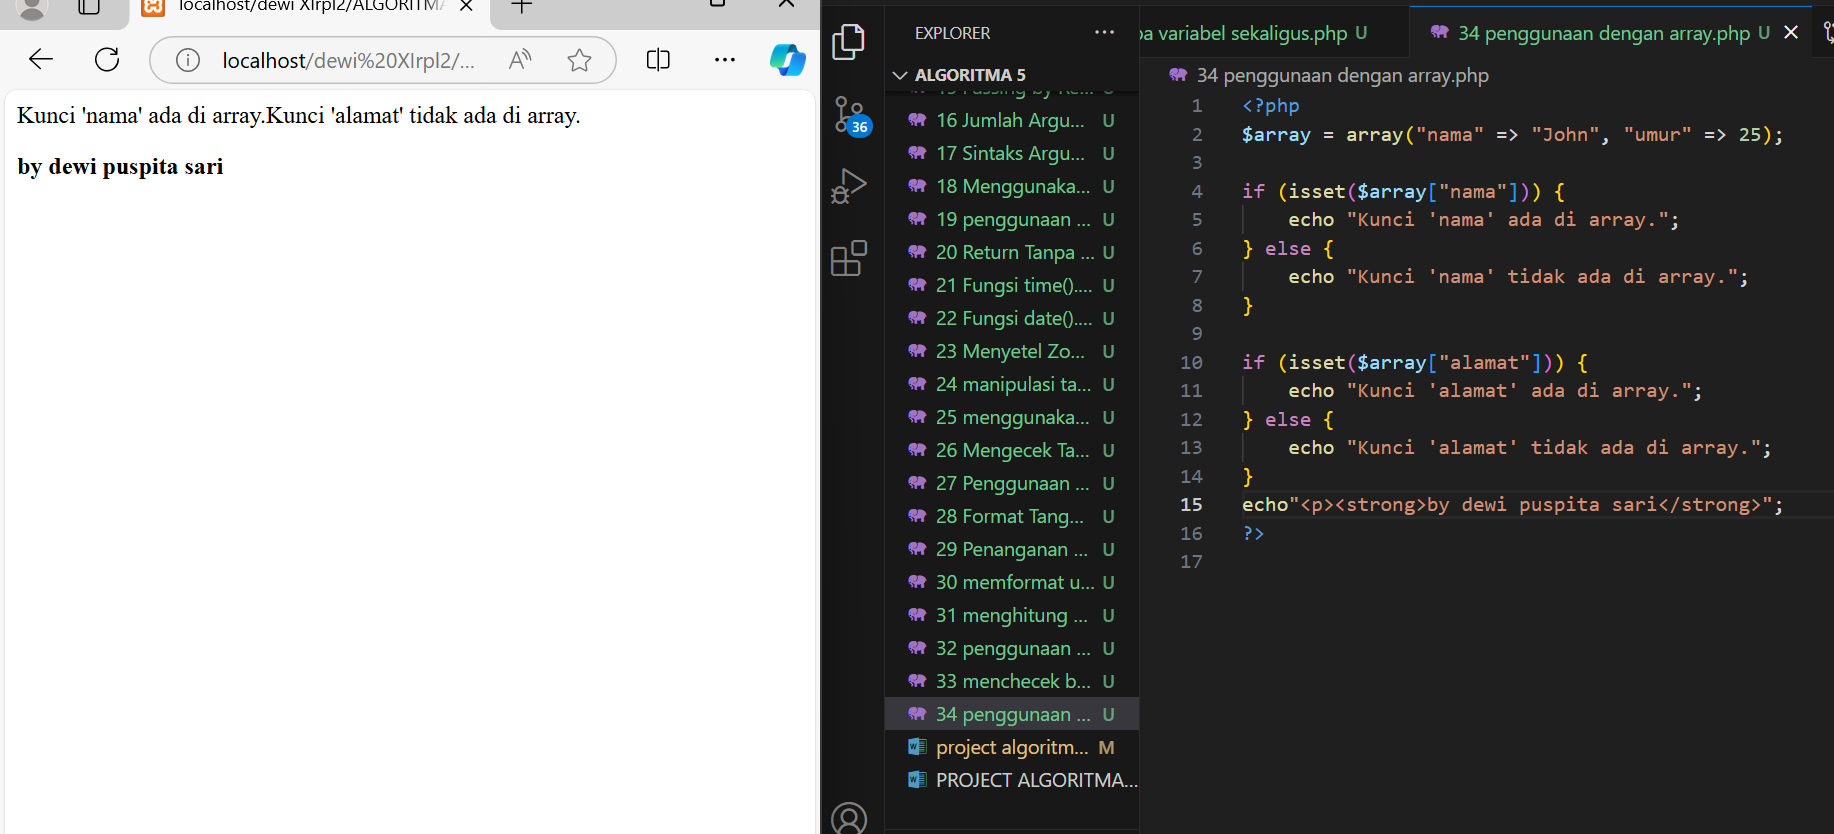 localhost/dewi XIrpl2/ALGORITMA
localhost/dewi%20XIrpl2/...
Kunci 'nama' ada di array.Kunci 'alamat' tidak ada di array.
by dewi puspita sari
36
EXPLORER
ALGORITMA 5
16 Jumlah Argu... U
17 Sintaks Argu... U
18 Menggunaka... U
19 penggunaan ... U
20 Return Tanpa ... U
21 Fungsi time().... U
22 Fungsi date().... U
23 Menyetel Zo... U
24 manipulasi ta... U
25 menggunaka... U
26 Mengecek Ta... U
27 Penggunaan ... U
28 Format Tang... U
29 Penanganan ... U
30 memformat u... U
31 menghitung ... U
32 penggunaan ... U
33 menchecek b... U
34 penggunaan ... U
project algoritm... M
PROJECT ALGORITMA...
variabel sekaligus.php U
34 penggunaan dengan array.php U
34 penggunaan dengan array.php
1 <?php
2 $array = array("nama" => "John", "umur" => 25);
3
4 if (isset($array["nama"])) {
5 echo "Kunci 'nama' ada di array.";
6 } else {
7 echo "Kunci 'nama' tidak ada di array.";
8 }
9
10 if (isset($array["alamat"])) {
11 echo "Kunci 'alamat' ada di array.";
12 } else {
13 echo "Kunci 'alamat' tidak ada di array.";
14 }
15 echo"<p><strong>by dewi puspita sari</strong>";
16 ?>
17